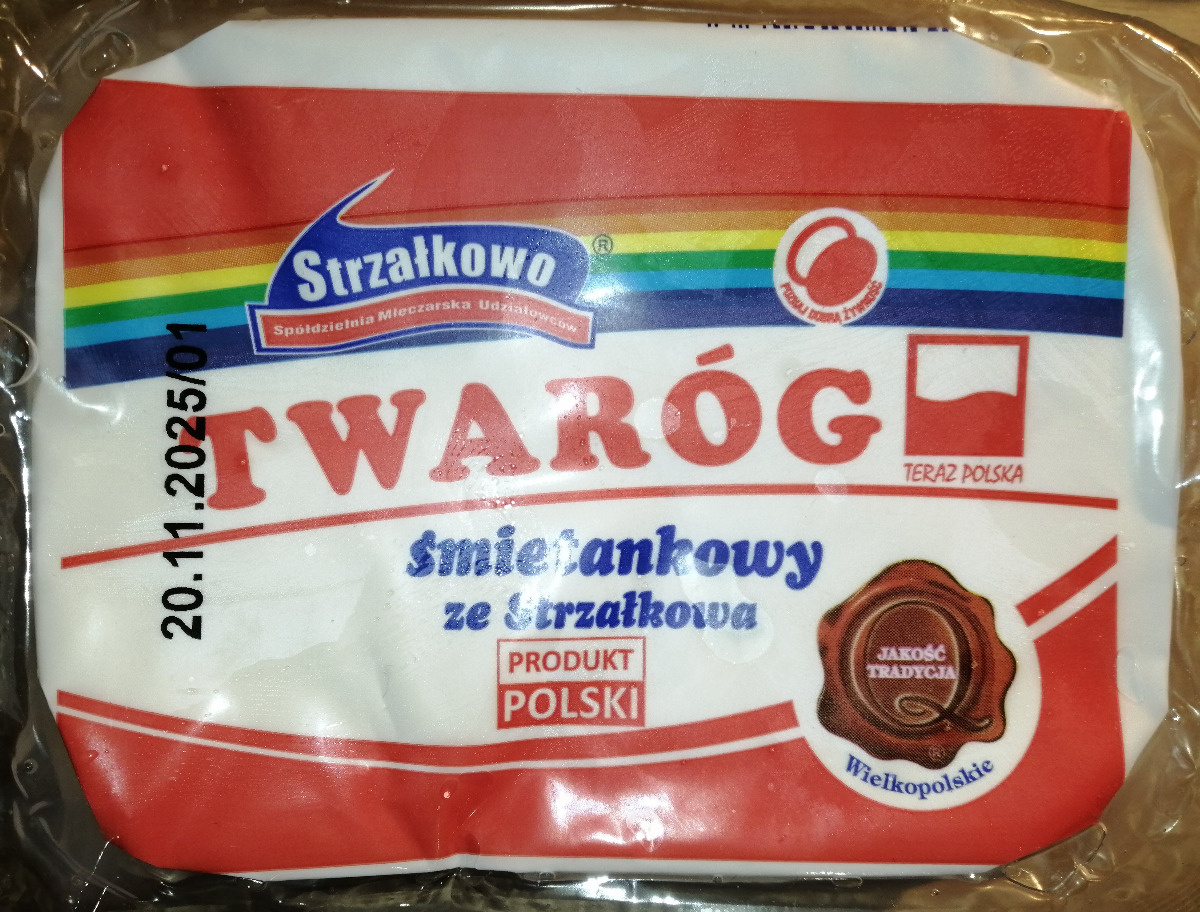 Strzałkowo ®
Spółdzielnia Mleczarska Udziałowców
POZNAJ DOBRĄ ŻYWNOŚĆ
TWARÓG
TERAZ POLSKA
20.11.2025/01
śmietankowy
ze Strzałkowa
PRODUKT
POLSKI
JAKOŚĆ
TRADYCJA
Q
®
Wielkopolskie